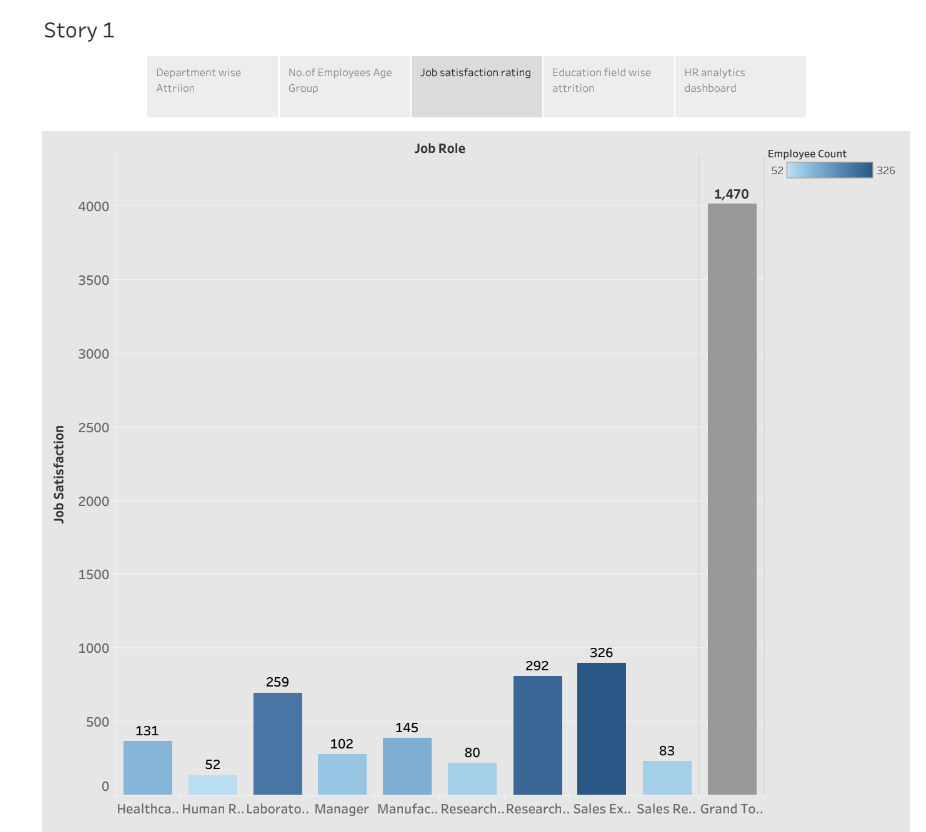 Story 1
Department wise
Attriion
No.of Employees Age
Group
Job satisfaction rating
Education field wise
attrition
HR analytics
dashboard
Job Role
Employee Count
52 326
1,470
4000
3500
3000
2500
2000
1500
1000
500
0
Job Satisfaction
131
52
259
102
145
80
292
326
83
Healthca.. Human R.. Laborato.. Manager Manufac.. Research.. Research.. Sales Ex.. Sales Re.. Grand To..